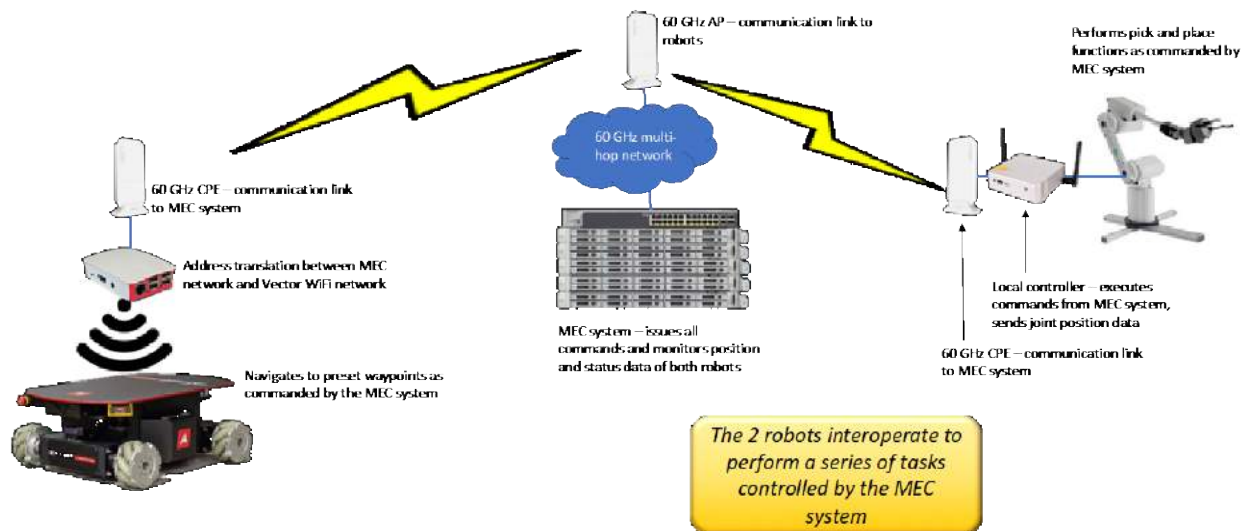 60 GHz AP – communication link to
robots
Performs pick and place
functions as commanded by
MEC system
60 GHz multi-
hop network
60 GHz CPE – communication link
to MEC system
Address translation between MEC
network and Vector WiFi network
Local controller – executes
commands from MEC system,
sends joint position data
MEC system – issues all
commands and monitors position
and status data of both robots
60 GHz CPE – communication link
to MEC system
Navigates to preset waypoints as
commanded by the MEC system
The 2 robots interoperate to
perform a series of tasks
controlled by the MEC
system